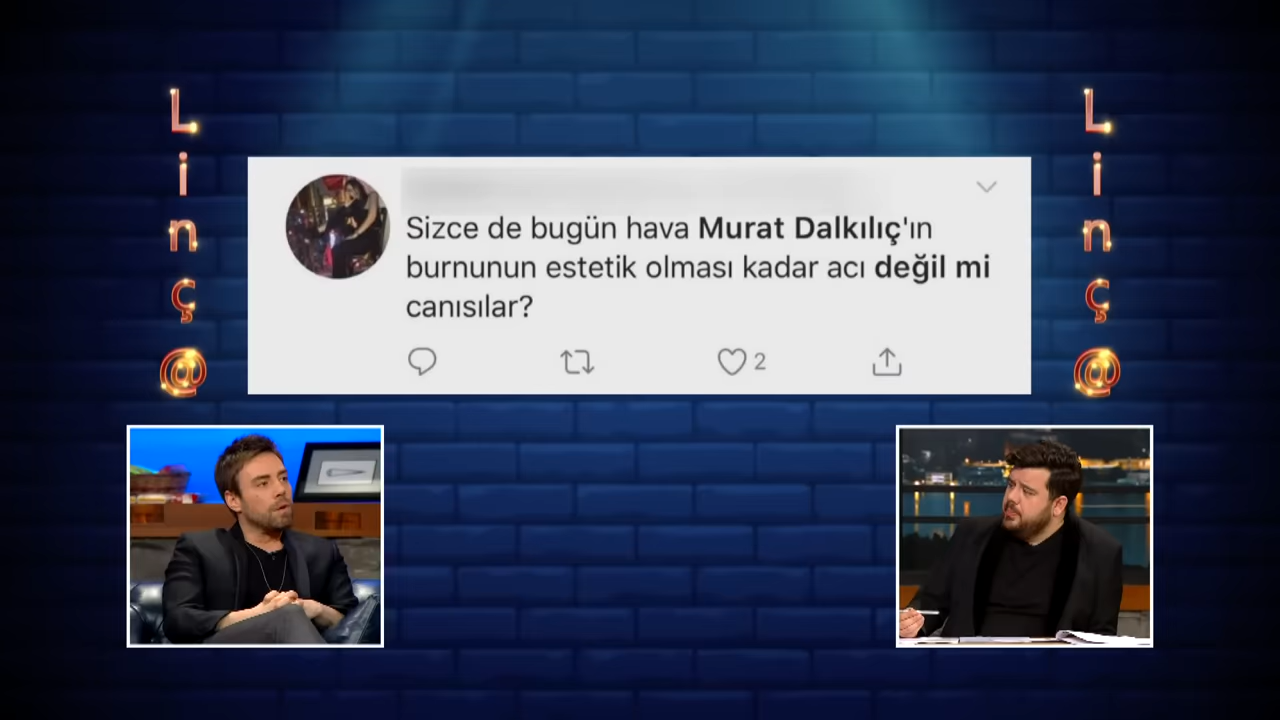 Linç@
Sizce de bugün hava Murat Dalkılıç'ın
burnunun estetik olması kadar acı değil mi
canısılar?
2
Linç@